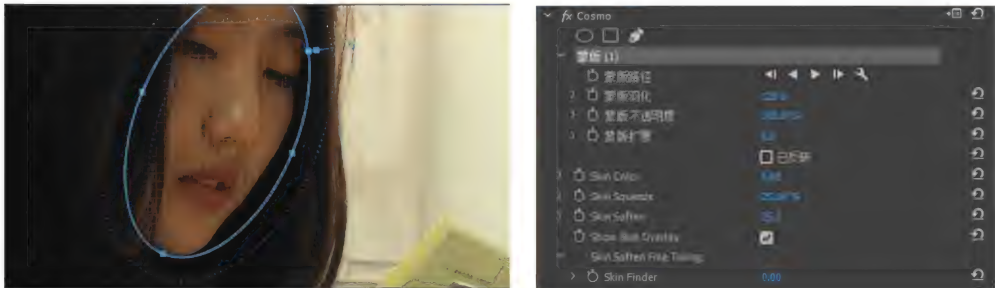 fx Cosmo
蒙版 (1)
蒙版路径
蒙版羽化
蒙版不透明度
蒙版扩展
已反转
Skin Color
Skin Squeeze
Skin Soften
Show Skin Overlay
Skin Soften Fine Tuning
Skin Finder 0.00